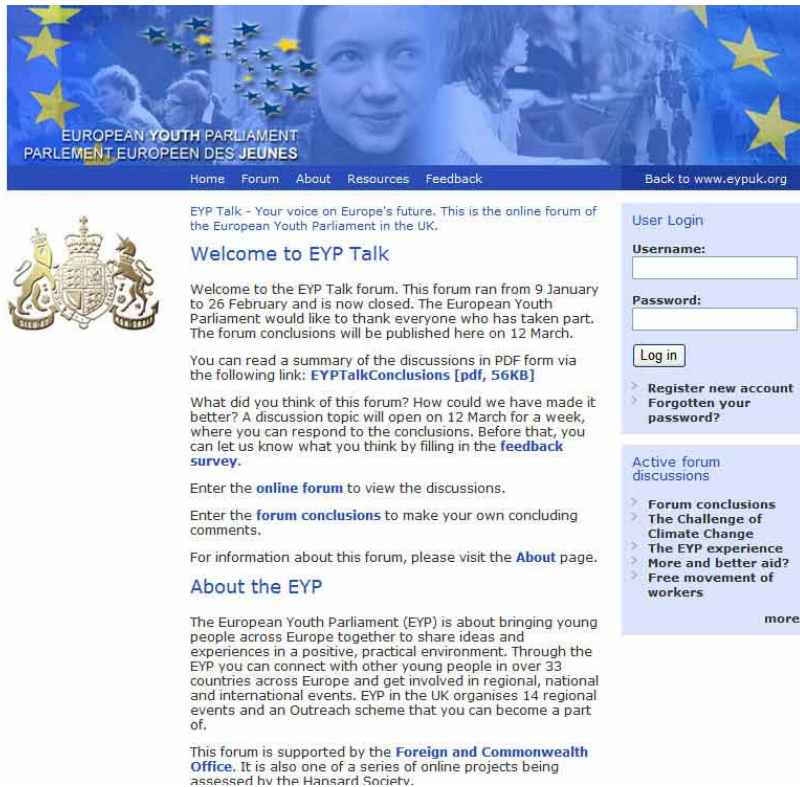 EUROPEAN YOUTH PARLIAMENT
PARLEMENT EUROPEEN DES JEUNES
Home Forum About Resources Feedback
Back to www.eypuk.org
EYP Talk - Your voice on Europe's future. This is the online forum of
the European Youth Parliament in the UK.
Welcome to EYP Talk
Welcome to the EYP Talk forum. This forum ran from 9 January
to 26 February and is now closed. The European Youth
Parliament would like to thank everyone who has taken part.
The forum conclusions will be published here on 12 March.
You can read a summary of the discussions in PDF form via
the following link: EYPTalkConclusions [pdf, 56KB]
What did you think of this forum? How could we have made it
better? A discussion topic will open on 12 March for a week,
where you can respond to the conclusions. Before that, you
can let us know what you think by filling in the feedback
survey.
Enter the online forum to view the discussions.
Enter the forum conclusions to make your own concluding
comments.
For information about this forum, please visit the About page.
About the EYP
The European Youth Parliament (EYP) is about bringing young
people across Europe together to share ideas and
experiences in a positive, practical environment. Through the
EYP you can connect with other young people in over 33
countries across Europe and get involved in regional, national
and international events. EYP in the UK organises 14 regional
events and an Outreach scheme that you can become a part
of.
This forum is supported by the Foreign and Commonwealth
Office. It is also one of a series of online projects being
assessed by the Hansard Society.
User Login
Username:
Password:
Log in
Register new account
Forgotten your
password?
Active forum
discussions
Forum conclusions
The Challenge of
Climate Change
The EYP experience
More and better aid?
Free movement of
workers
more